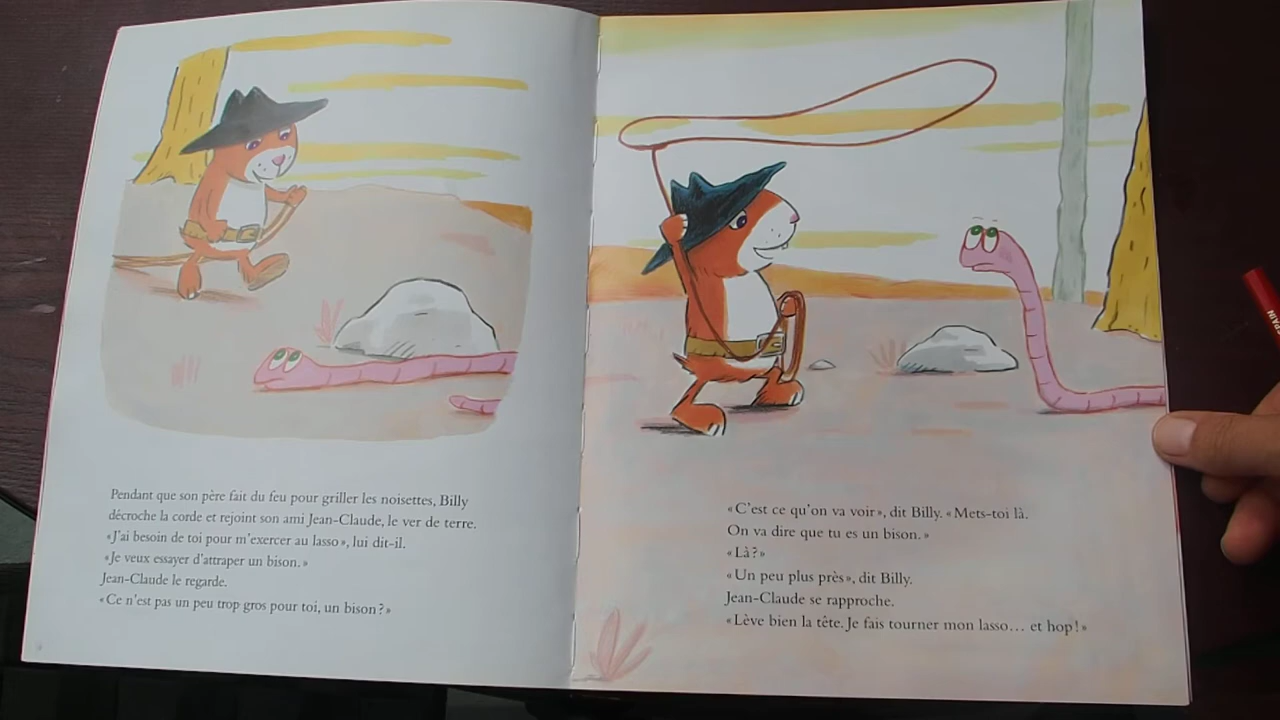 Pendant que son père fait du feu pour griller les noisettes, Billy
décroche la corde et rejoint son ami Jean-Claude, le ver de terre.
«J'ai besoin de toi pour m'exercer au lasso», lui dit-il.
«Je veux essayer d'attraper un bison.»
Jean-Claude le regarde.
«Ce n'est pas un peu trop gros pour toi, un bison?»
«C'est ce qu'on va voir», dit Billy. «Mets-toi là.
On va dire que tu es un bison.»
«Là?»
«Un peu plus près», dit Billy.
Jean-Claude se rapproche.
«Lève bien la tête. Je fais tourner mon lasso... et hop!»